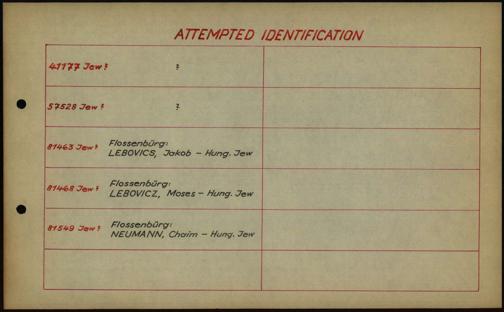 ATTEMPTED IDENTIFICATION
41177 Jew? ?
57528 Jew? ?
81463 Jew? Flossenbürg:
LEBOVICS, Jakob – Hung. Jew
81468 Jew? Flossenbürg:
LEBOVICZ, Moses – Hung. Jew
81549 Jew? Flossenbürg:
NEUMANN, Chaim – Hung. Jew